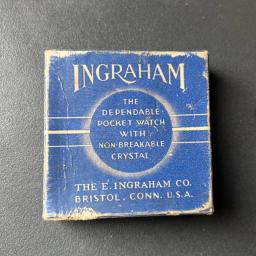 INGRAHAM
THE
DEPENDABLE
POCKET WATCH
WITH
NON-BREAKABLE
CRYSTAL
THE E. INGRAHAM CO.
BRISTOL, CONN. U.S.A.